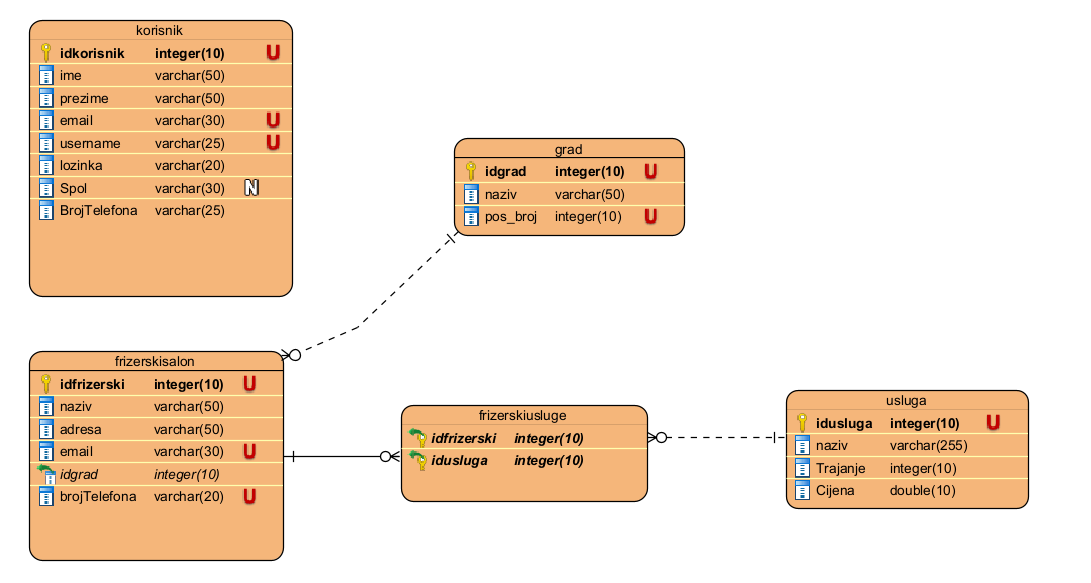 korisnik
idkorisnik integer(10) U
ime varchar(50)
prezime varchar(50)
email varchar(30) U
username varchar(25) U
lozinka varchar(20)
Spol varchar(30) N
BrojTelefona varchar(25)
grad
idgrad integer(10) U
naziv varchar(50)
pos_broj integer(10) U
frizerskisalon
idfrizerski integer(10) U
naziv varchar(50)
adresa varchar(50)
email varchar(30) U
idgrad integer(10)
brojTelefona varchar(20) U
frizerskiusluge
idfrizerski integer(10)
idusluga integer(10)
usluga
idusluga integer(10) U
naziv varchar(255)
Trajanje integer(10)
Cijena double(10)